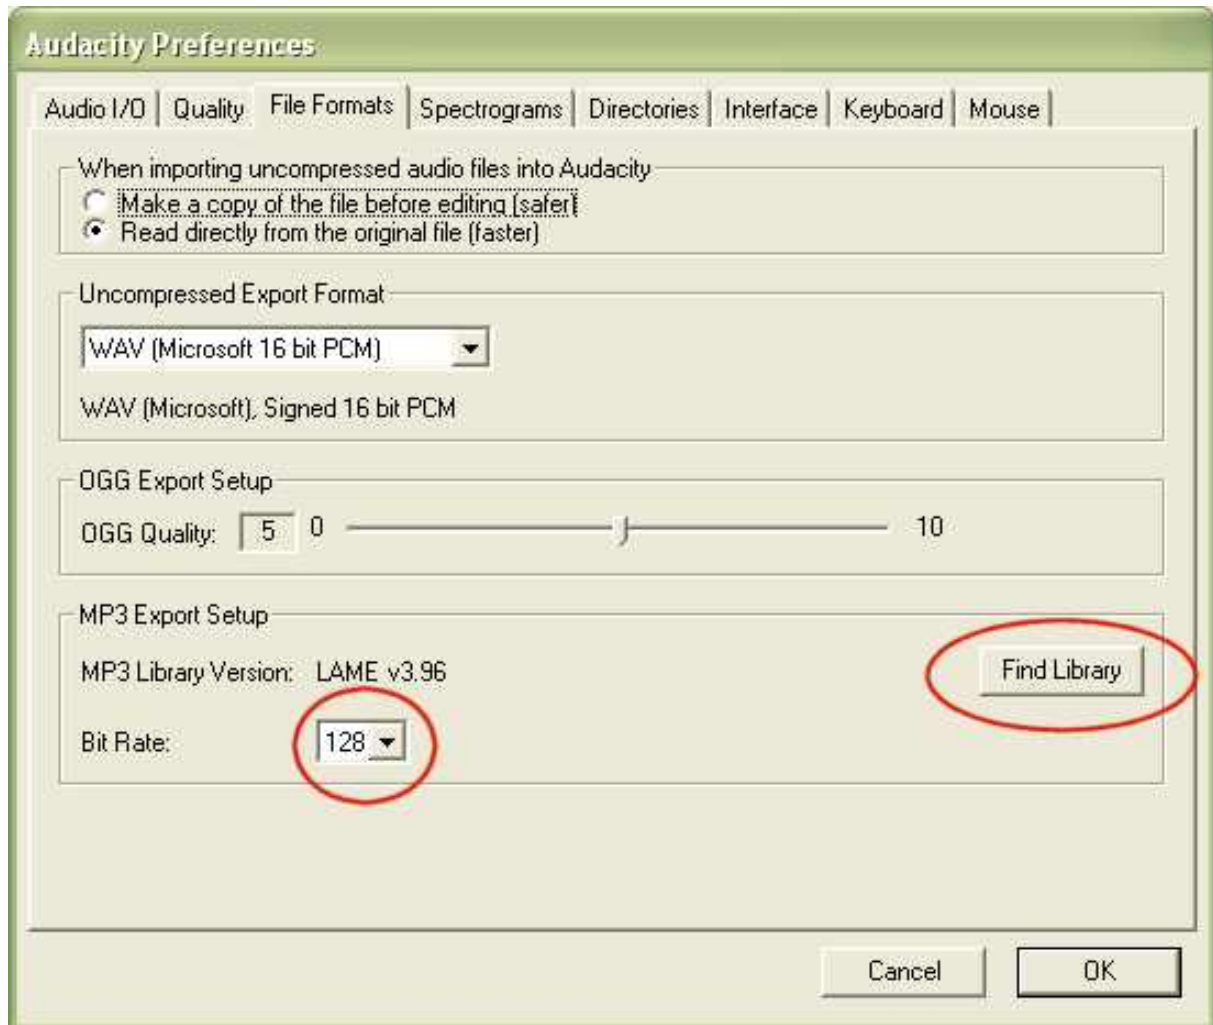 Audacity Preferences
Audio I/O Quality File Formats Spectrograms Directories Interface Keyboard Mouse
When importing uncompressed audio files into Audacity
Make a copy of the file before editing (safer)
Read directly from the original file (faster)
Uncompressed Export Format
WAV (Microsoft 16 bit PCM)
WAV (Microsoft), Signed 16 bit PCM
OGG Export Setup
OGG Quality: 5 0 10
MP3 Export Setup
MP3 Library Version: LAME v3.96 Find Library
Bit Rate: 128
Cancel OK